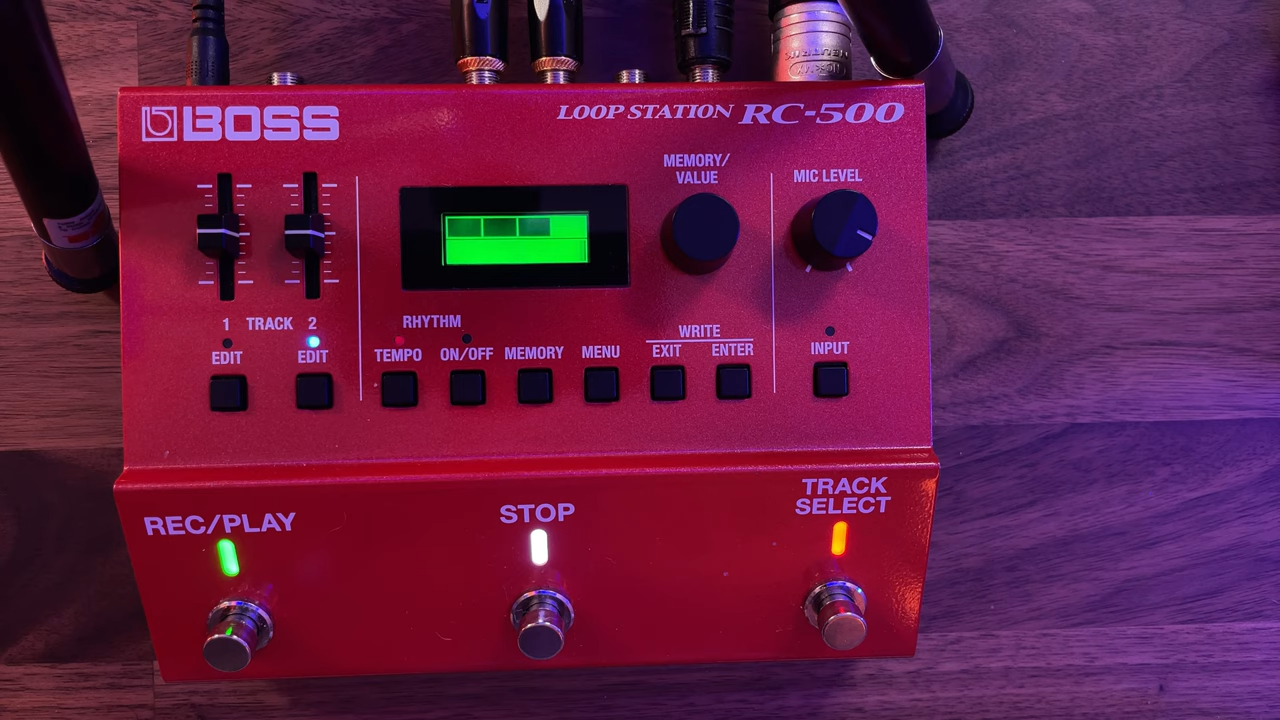 BOSS
LOOP STATION RC-500
MEMORY/
VALUE
MIC LEVEL
1 TRACK 2
EDIT EDIT
RHYTHM
TEMPO ON/OFF MEMORY MENU
WRITE
EXIT ENTER
INPUT
REC/PLAY
STOP
TRACK
SELECT